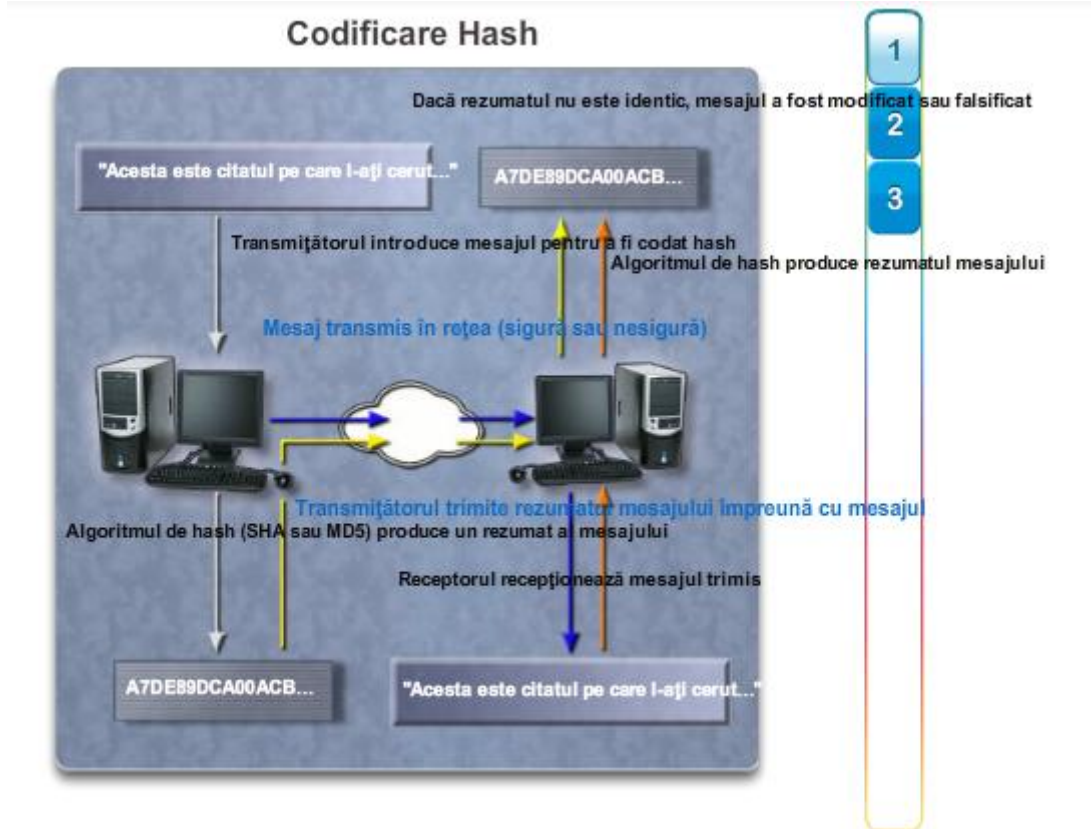 Codificare Hash
1
Dacă rezumatul nu este identic, mesajul a fost modificat sau falsificat
2
"Acesta este citatul pe care l-aţi cerut..."
A7DE89DCA00ACB...
3
Transmiţătorul introduce mesajul pentru a fi codat hash
Algoritmul de hash produce rezumatul mesajului
Mesaj transmis în reţea (sigură sau nesigură)
Transmiţătorul trimite rezumatul mesajului împreună cu mesajul
Algoritmul de hash (SHA sau MD5) produce un rezumat al mesajului
Receptorul recepţionează mesajul trimis
A7DE89DCA00ACB...
"Acesta este citatul pe care l-aţi cerut..."